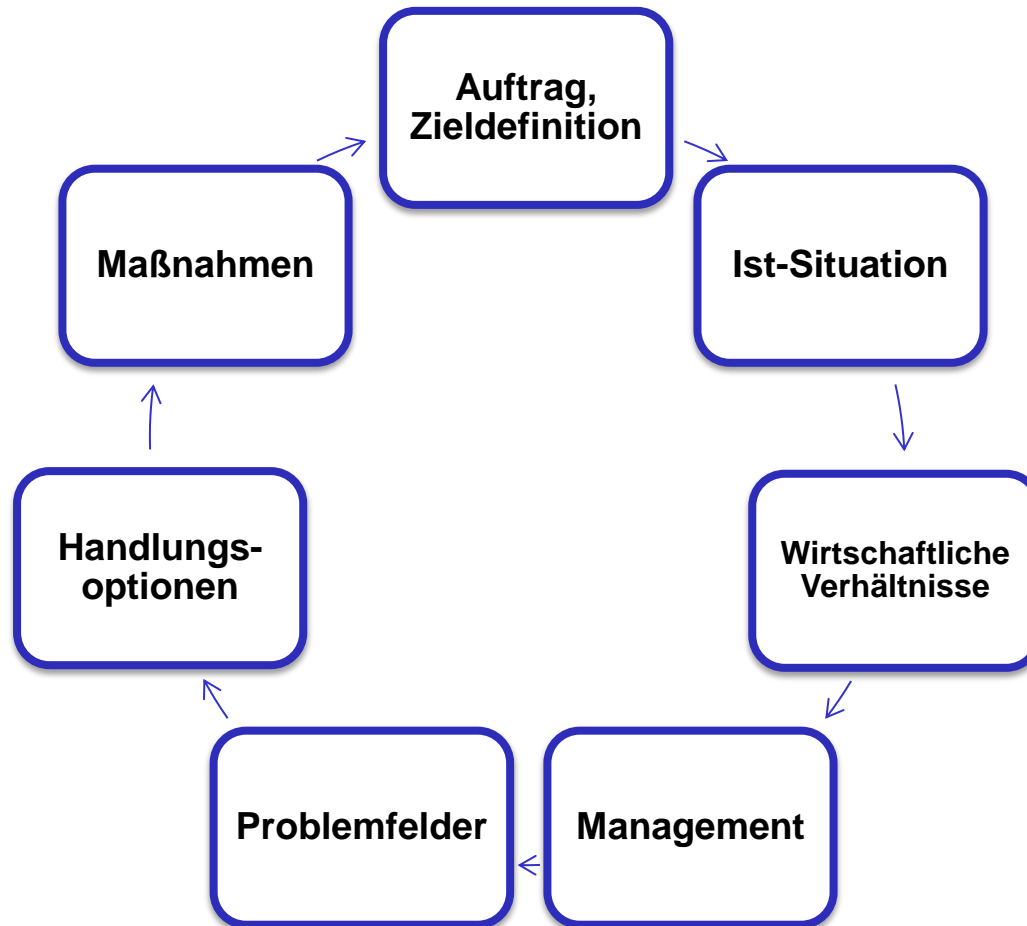 Auftrag,
Zieldefinition
Ist-Situation
Wirtschaftliche
Verhältnisse
Management
Problemfelder
Handlungs-
optionen
Maßnahmen